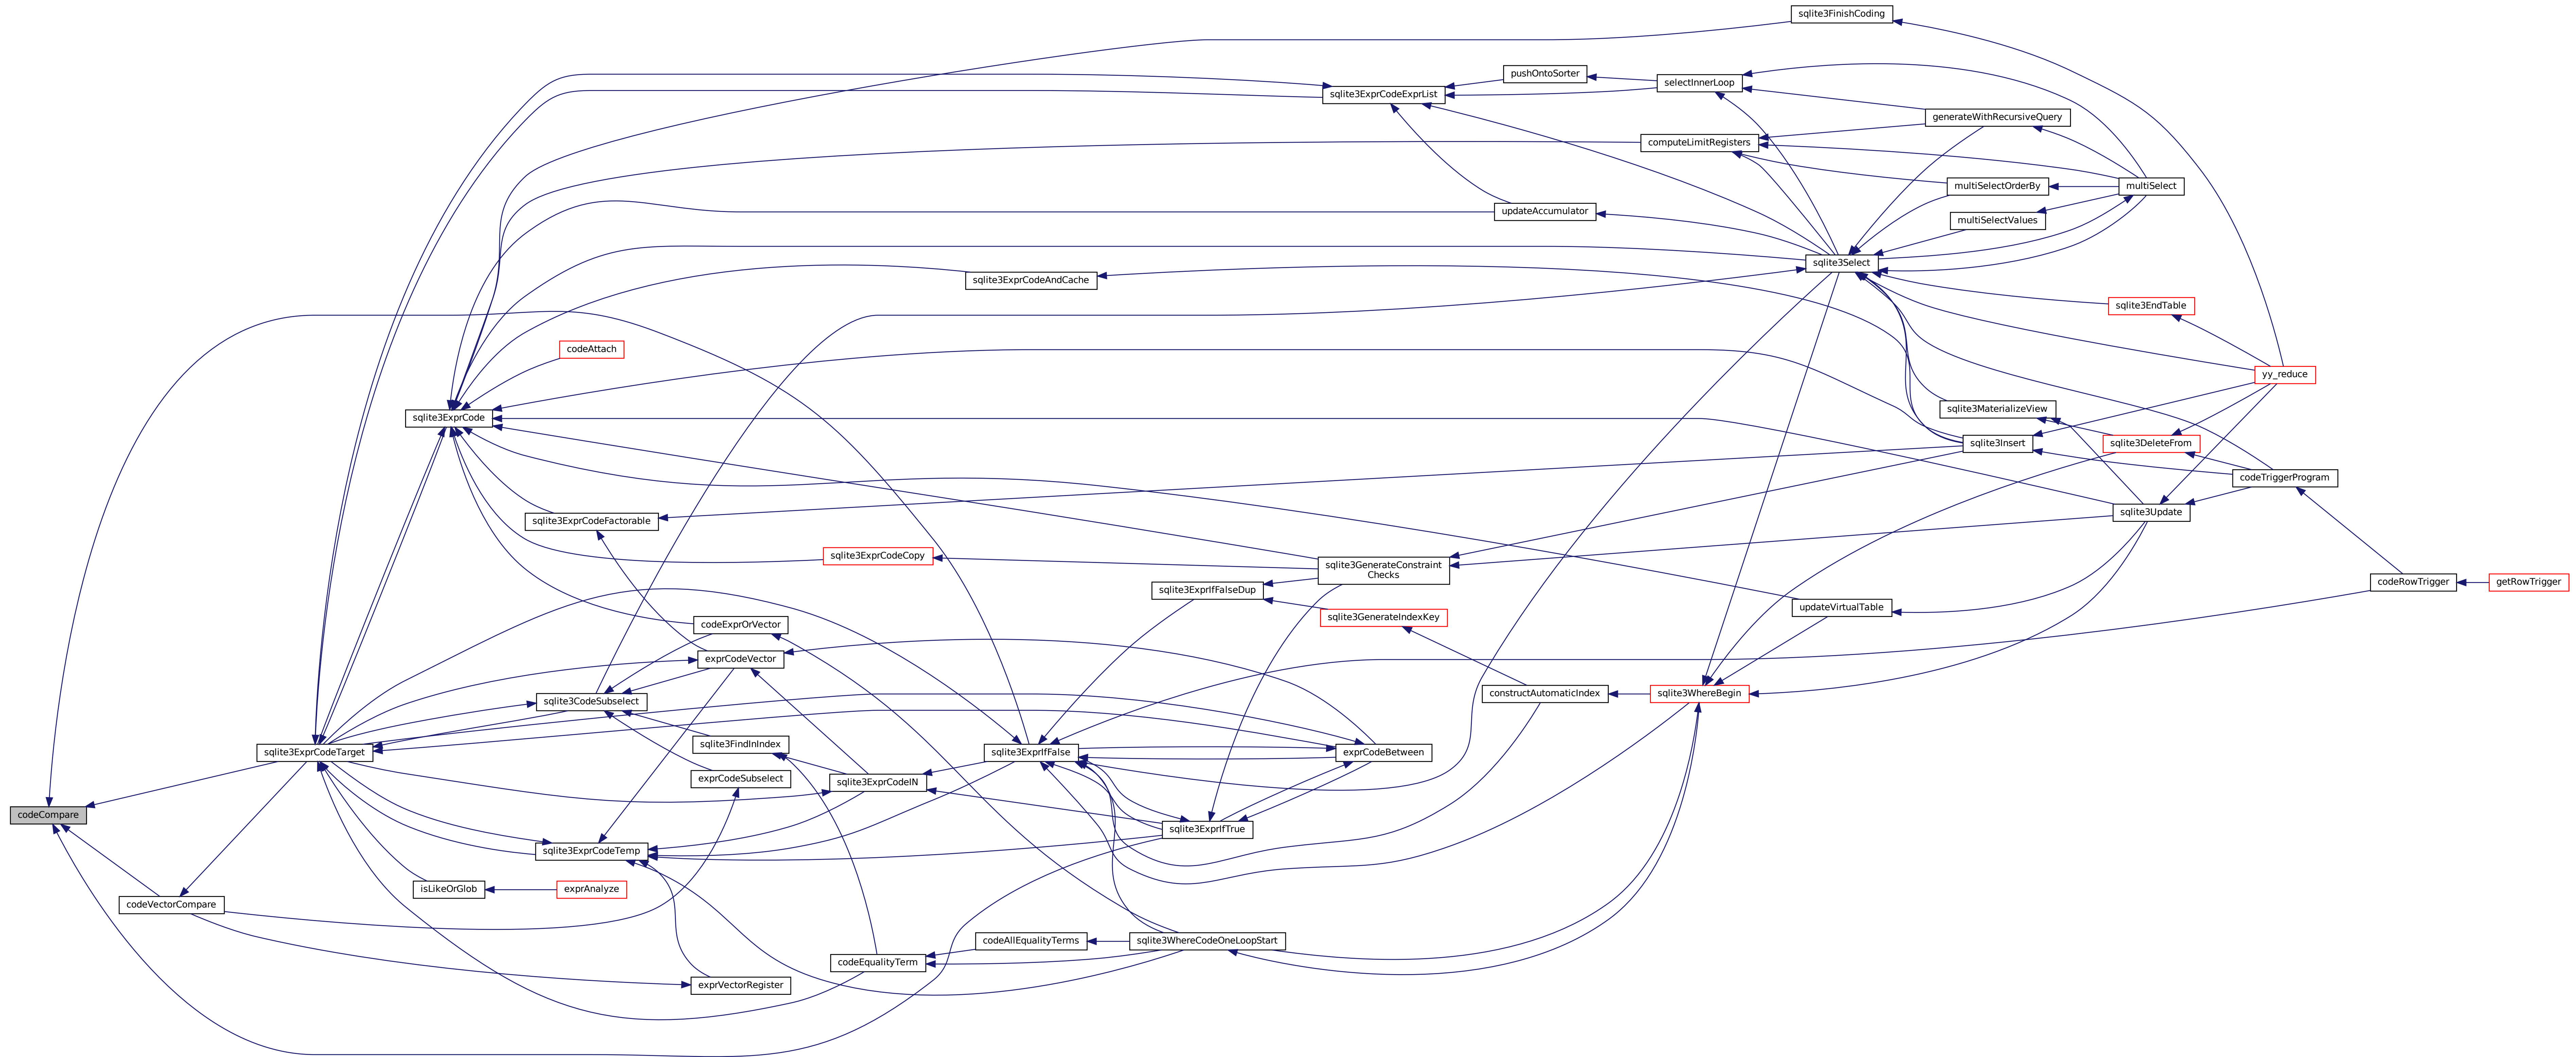 sqlite3FinishCoding
pushOntoSorter
selectInnerLoop
sqlite3ExprCodeExprList
generateWithRecursiveQuery
computeLimitRegisters
multiSelectOrderBy
multiSelect
updateAccumulator
multiSelectValues
sqlite3Select
sqlite3ExprCodeAndCache
sqlite3EndTable
codeAttach
yy_reduce
sqlite3ExprCode
sqlite3MaterializeView
sqlite3Insert
sqlite3DeleteFrom
codeTriggerProgram
sqlite3ExprCodeFactorable
sqlite3Update
sqlite3ExprCodeCopy
sqlite3GenerateConstraint
Checks
codeRowTrigger
getRowTrigger
sqlite3ExprIfFalseDup
updateVirtualTable
sqlite3GenerateIndexKey
codeExprOrVector
exprCodeVector
sqlite3CodeSubselect
constructAutomaticIndex
sqlite3WhereBegin
sqlite3FindInIndex
sqlite3ExprCodeTarget
sqlite3ExprIfFalse
exprCodeBetween
exprCodeSubselect
sqlite3ExprCodeIN
codeCompare
sqlite3ExprIfTrue
sqlite3ExprCodeTemp
isLikeOrGlob
exprAnalyze
codeVectorCompare
codeAllEqualityTerms
sqlite3WhereCodeOneLoopStart
codeEqualityTerm
exprVectorRegister